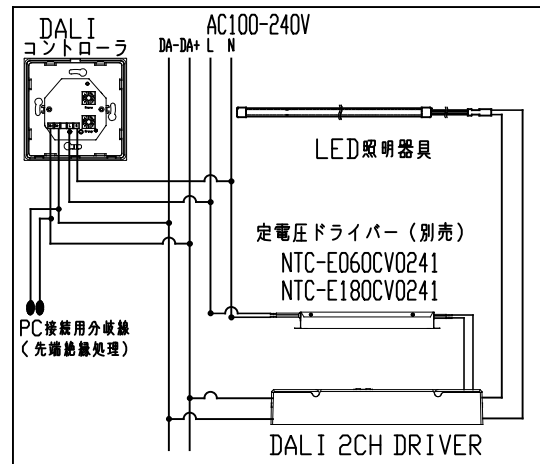 DALI
コントローラ
AC100-240V
DA- DA+ L N
LED照明器具
定電圧ドライバー（別売）
NTC-E060CV0241
NTC-E180CV0241
PC接続用分岐線
（先端絶縁処理）
DALI 2CH DRIVER